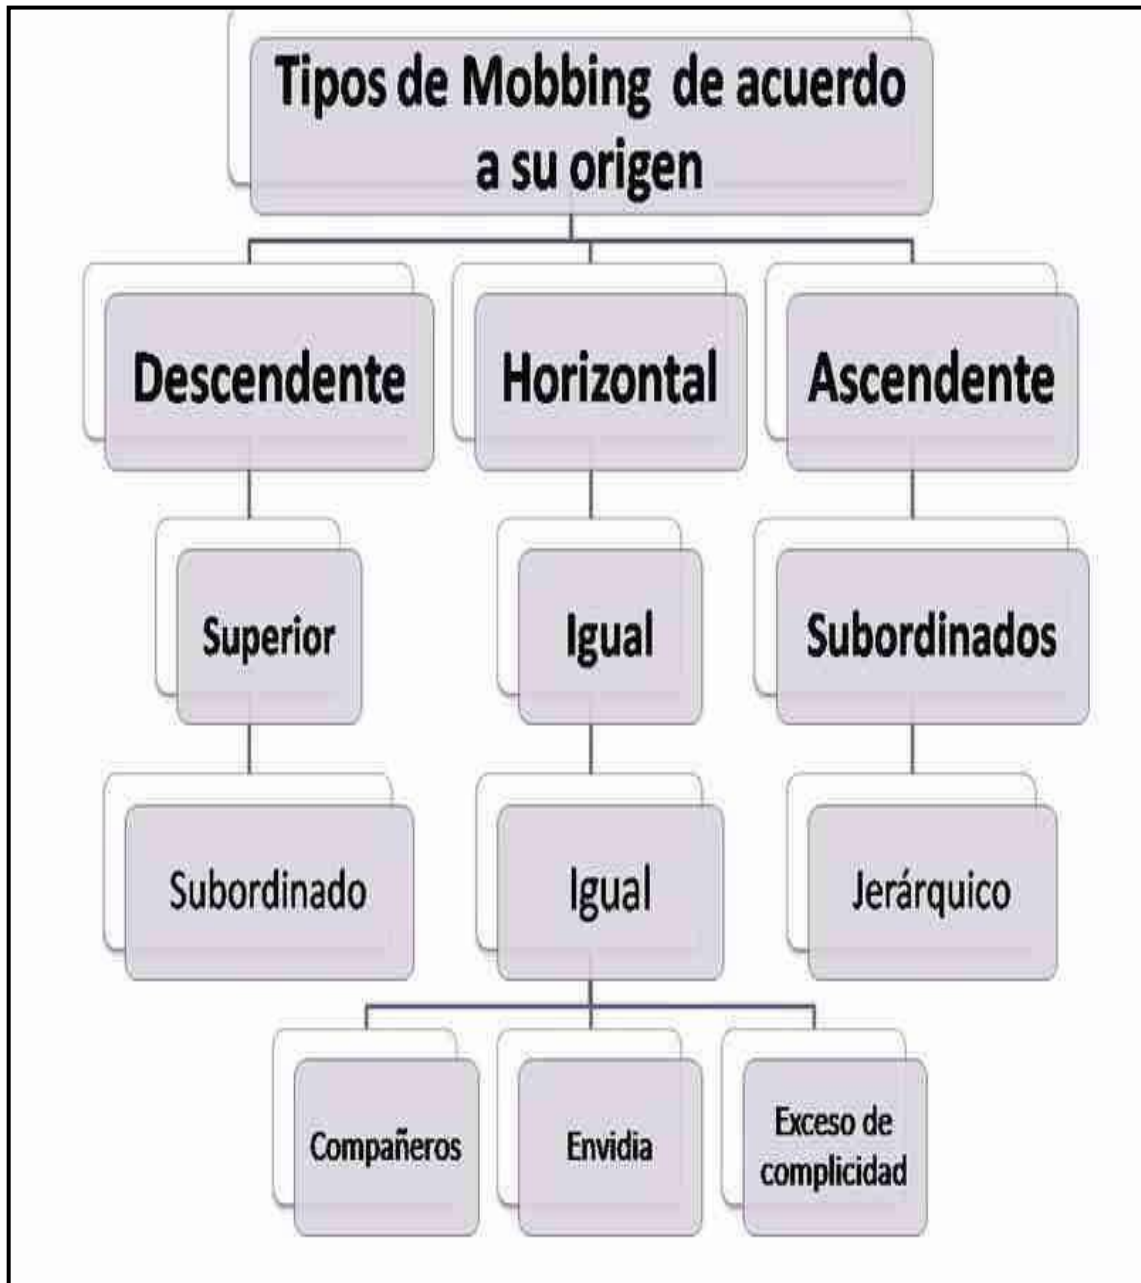 Tipos de Mobbing de acuerdo
a su origen
Descendente
Horizontal
Ascendente
Superior
Igual
Subordinados
Subordinado
Igual
Jerárquico
Compañeros
Envidia
Exceso de
complicidad